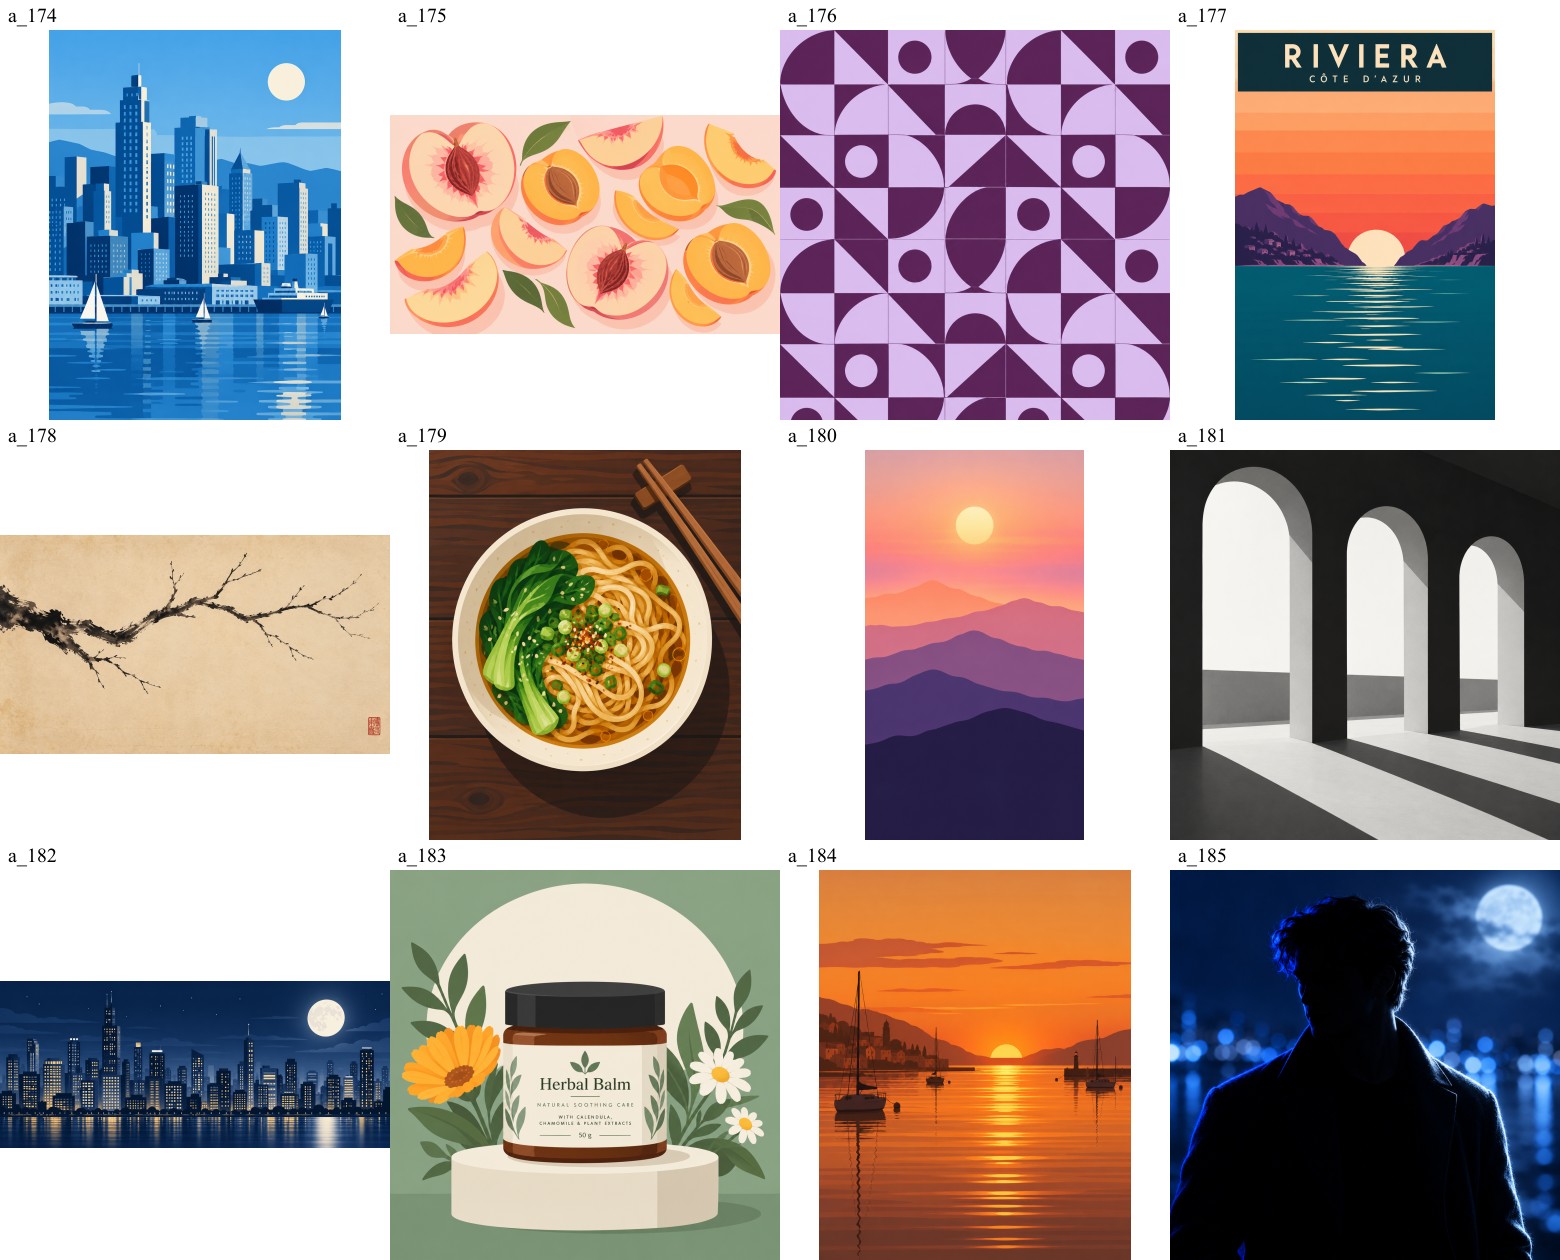 a_174
a_175
a_176
a_177
RIVIERA
CÔTE D'AZUR
a_178
a_179
a_180
a_181
a_182
a_183
Herbal Balm
NATURAL SOOTHING CARE
WITH CALENDULA,
CHAMOMILE & PLANT EXTRACTS
50 g
a_184
a_185